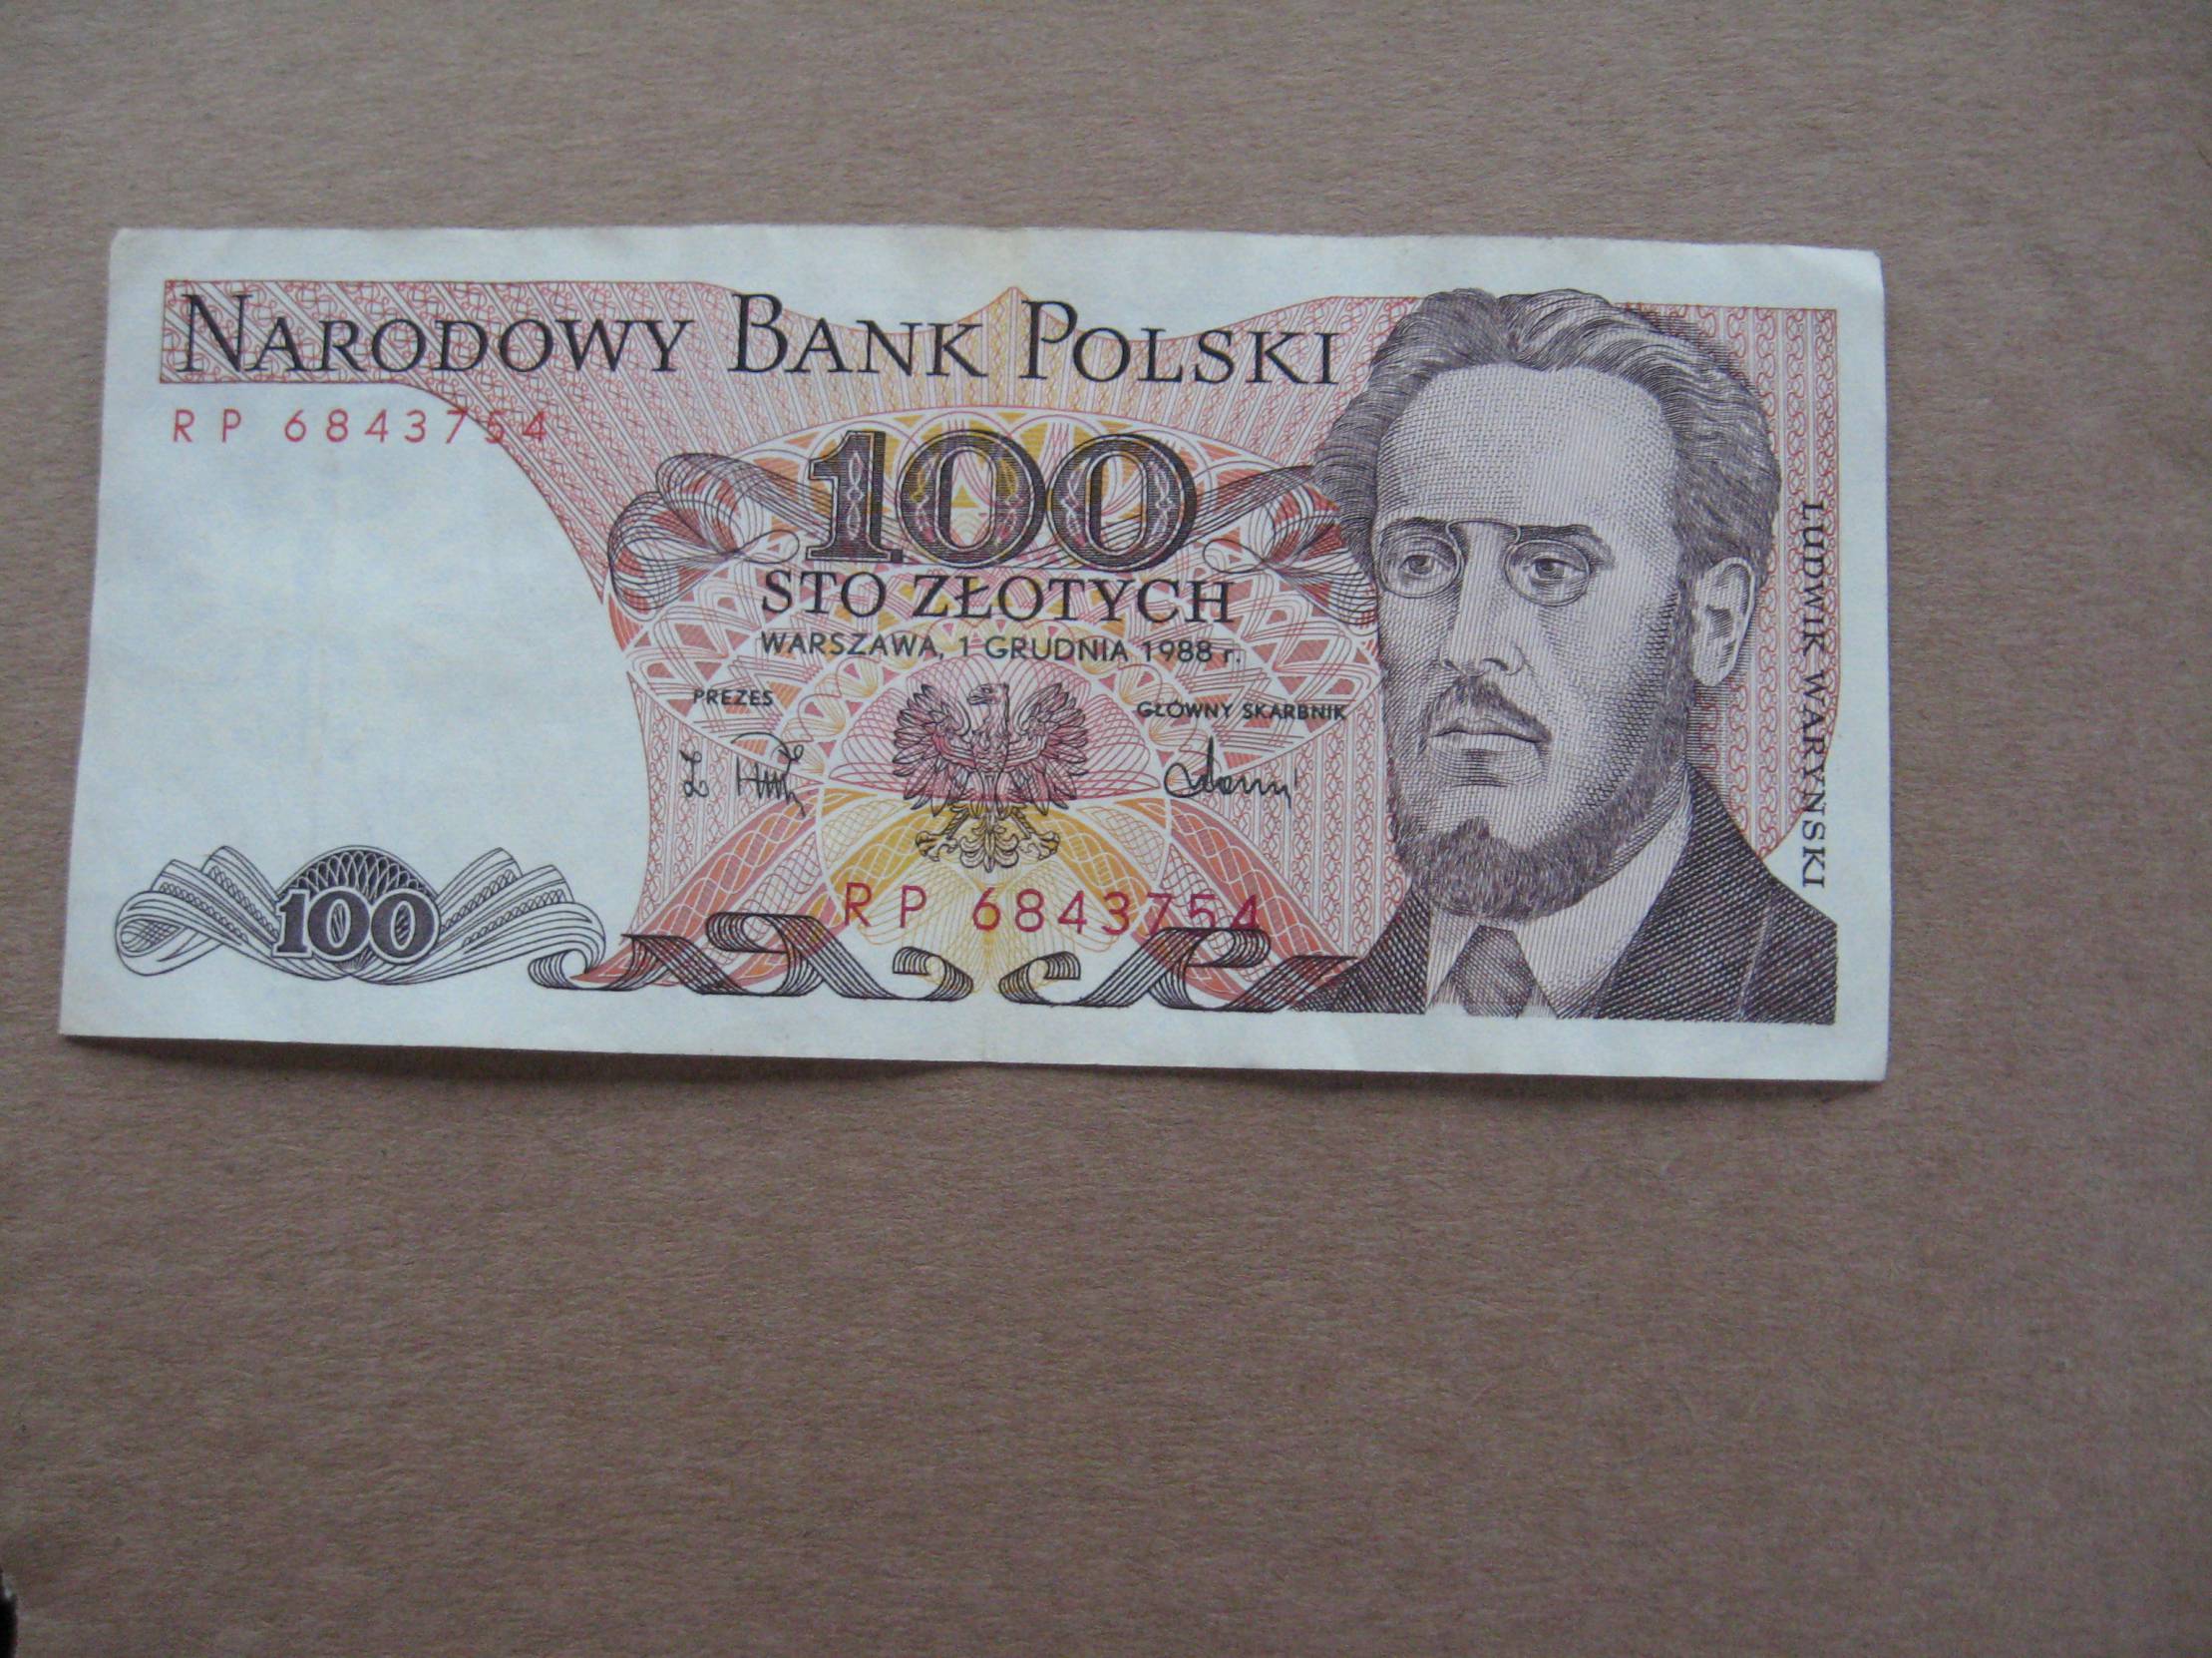 NARODOWY BANK POLSKI
RP 6843754
100
STO ZŁOTYCH
WARSZAWA, 1 GRUDNIA 1988 r.
PREZES
GŁÓWNY SKARBNIK
LUDWIK WARYŃSKI
100
RP 6843754